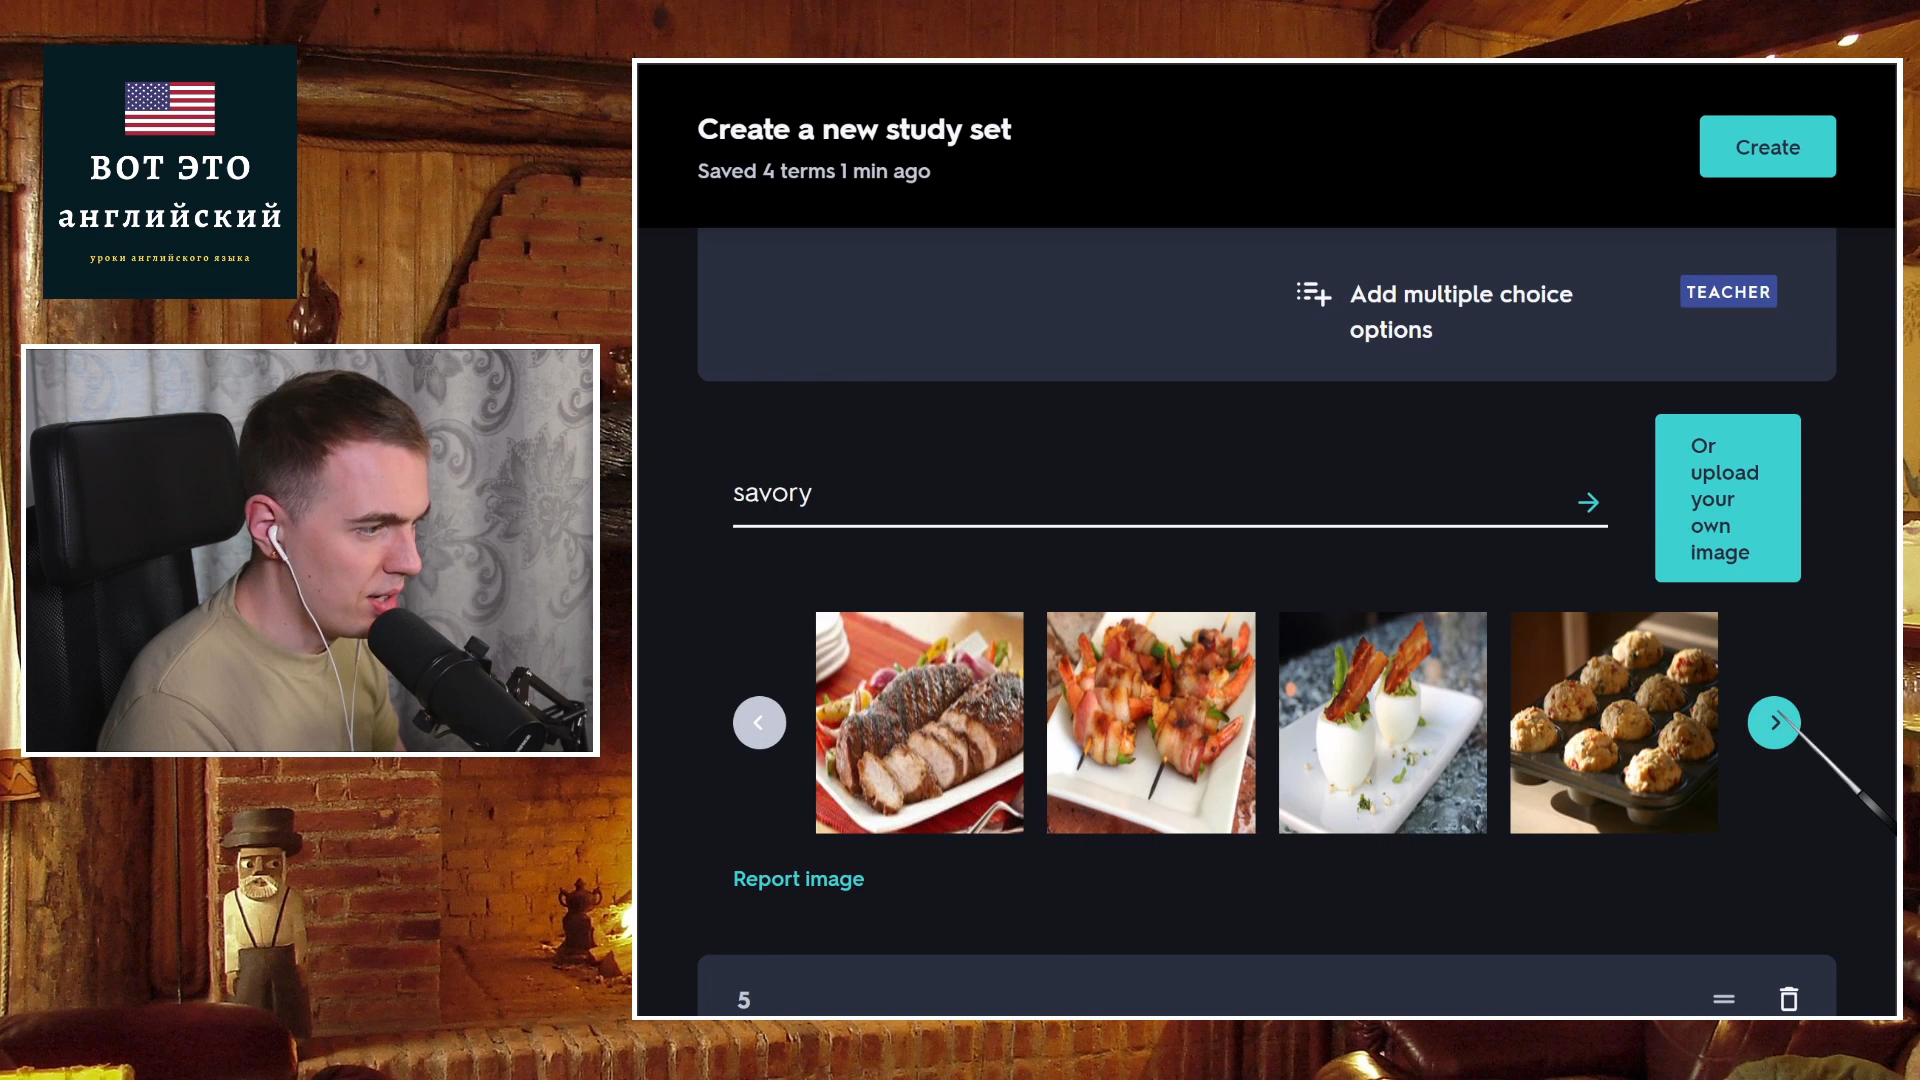 ВОТ ЭТО
английский
уроки английского языка
Create a new study set
Saved 4 terms 1 min ago
Create
Add multiple choice
options
TEACHER
savory
Or
upload
your
own
image
Report image
5